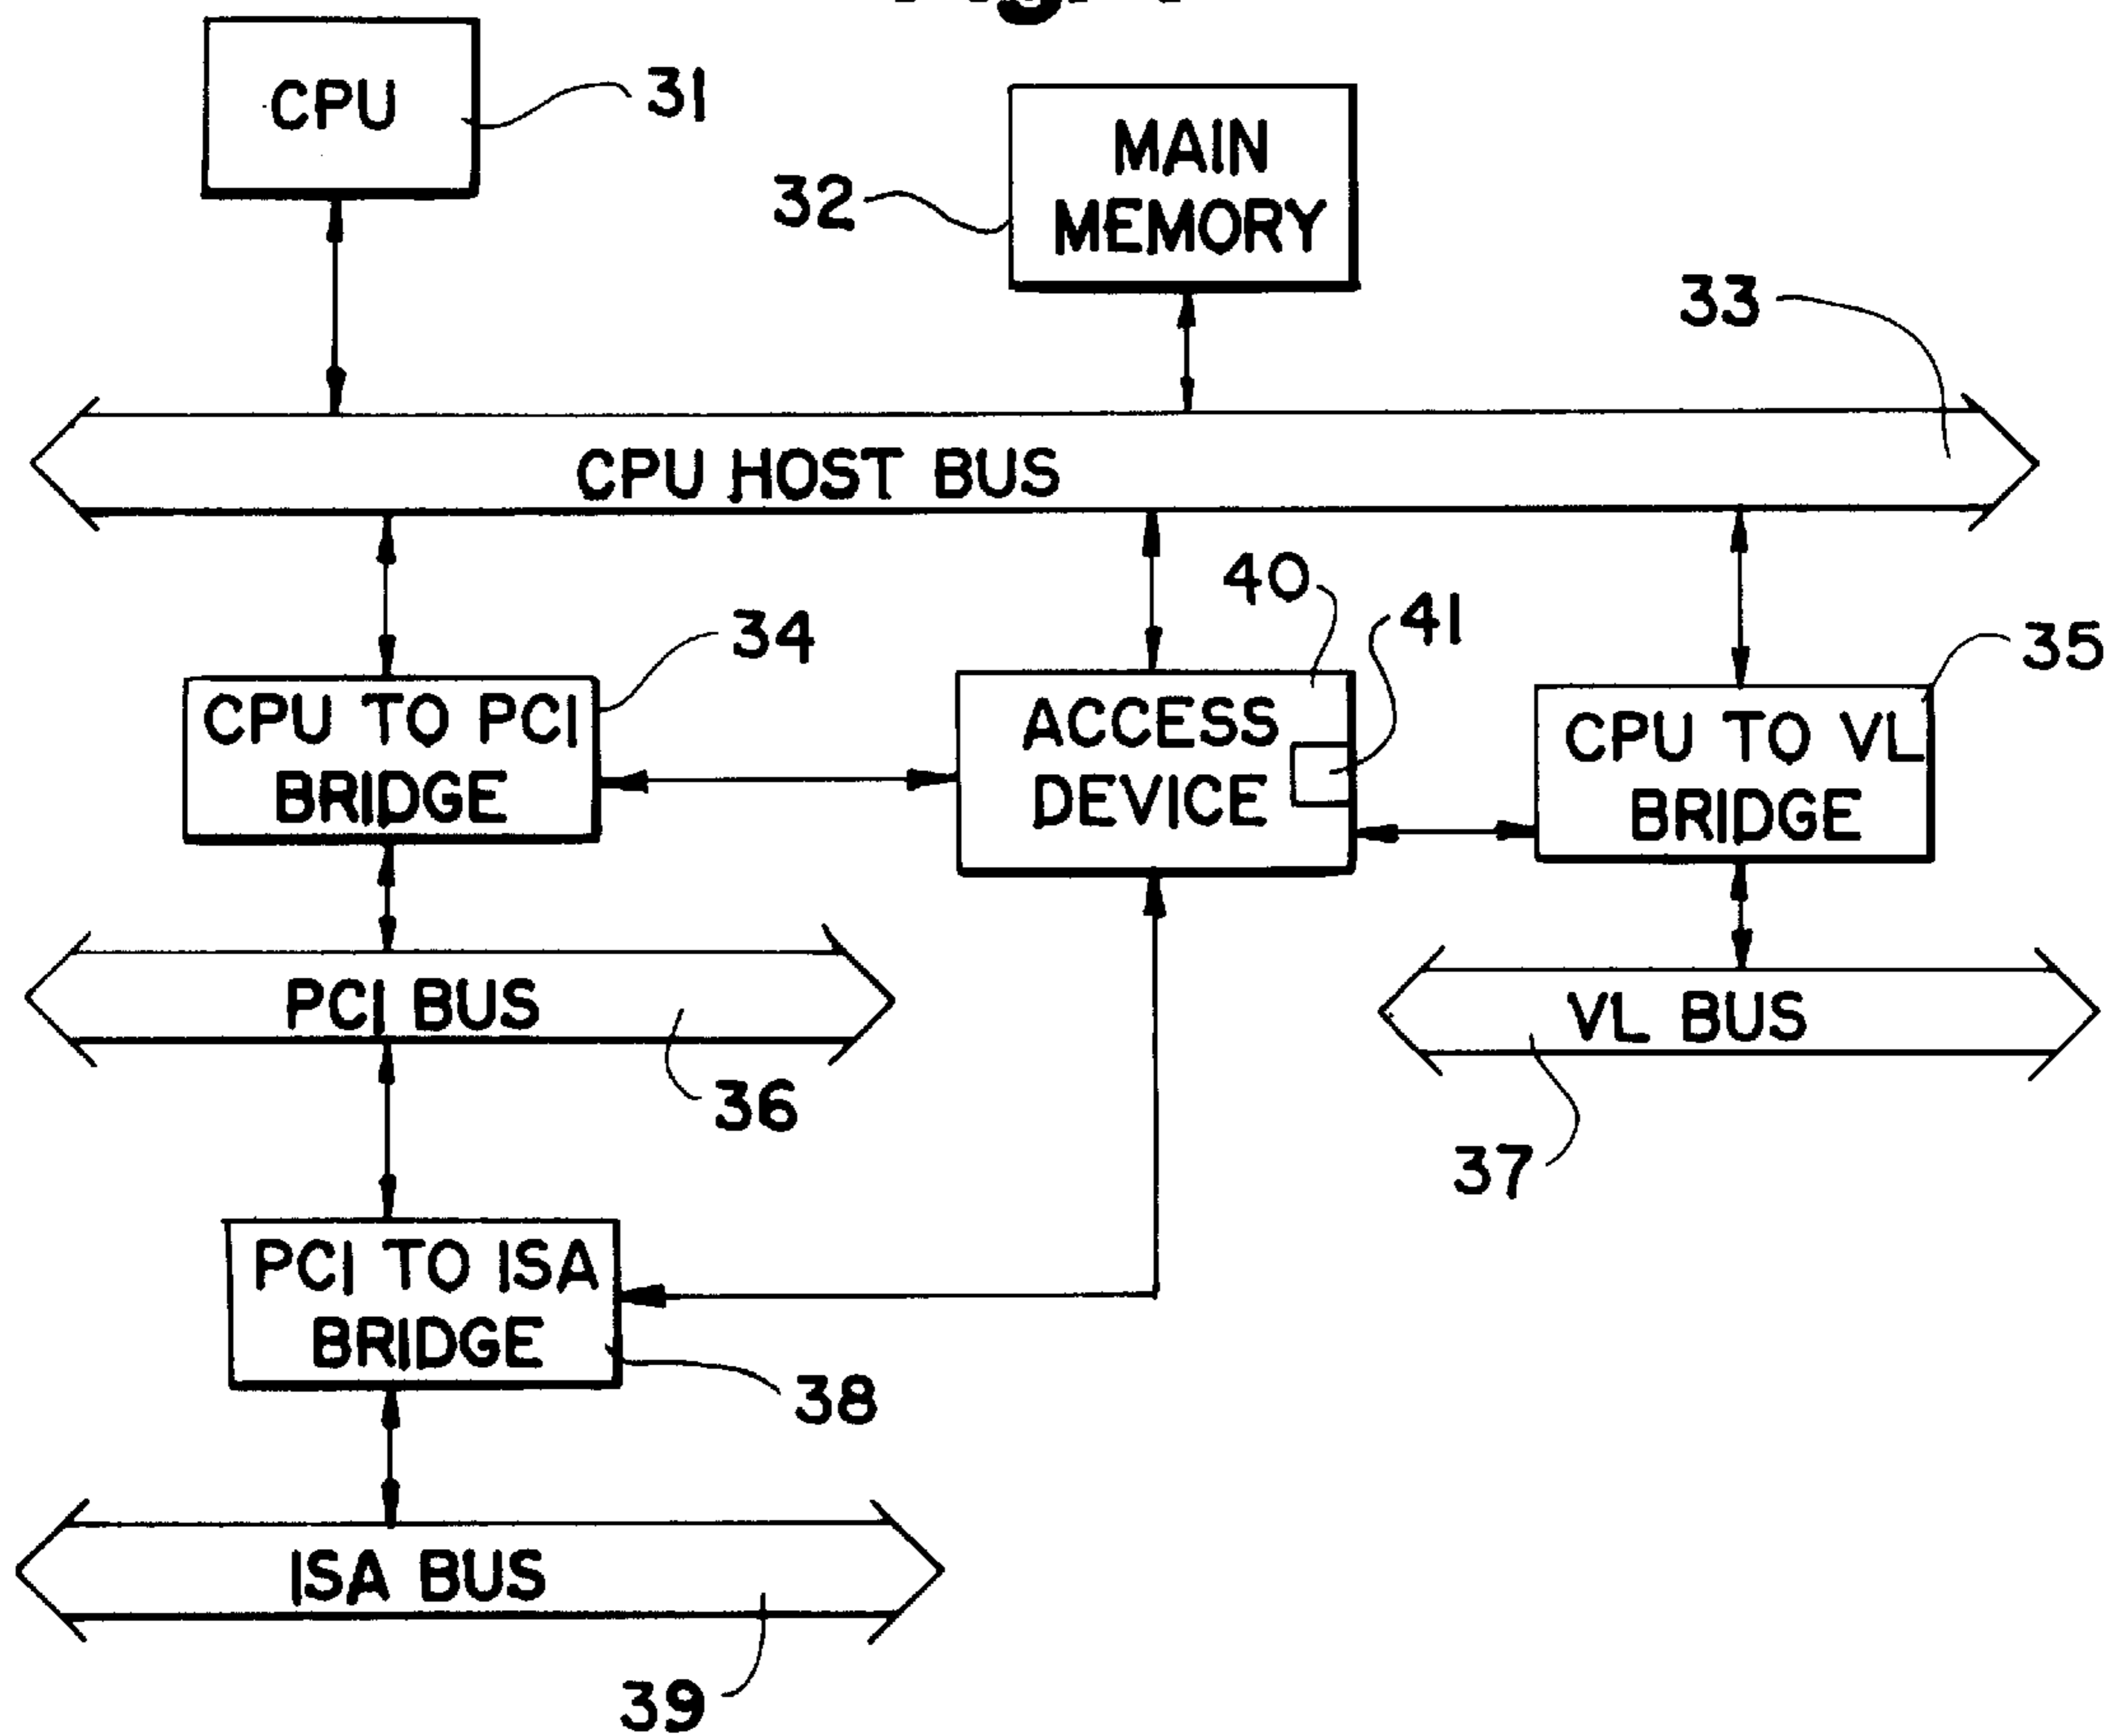 CPU
31
MAIN
MEMORY
32
33
CPU HOST BUS
40
41
34
35
CPU TO PCI
BRIDGE
ACCESS
DEVICE
CPU TO VL
BRIDGE
PCI BUS
36
VL BUS
37
PCI TO ISA
BRIDGE
38
ISA BUS
39